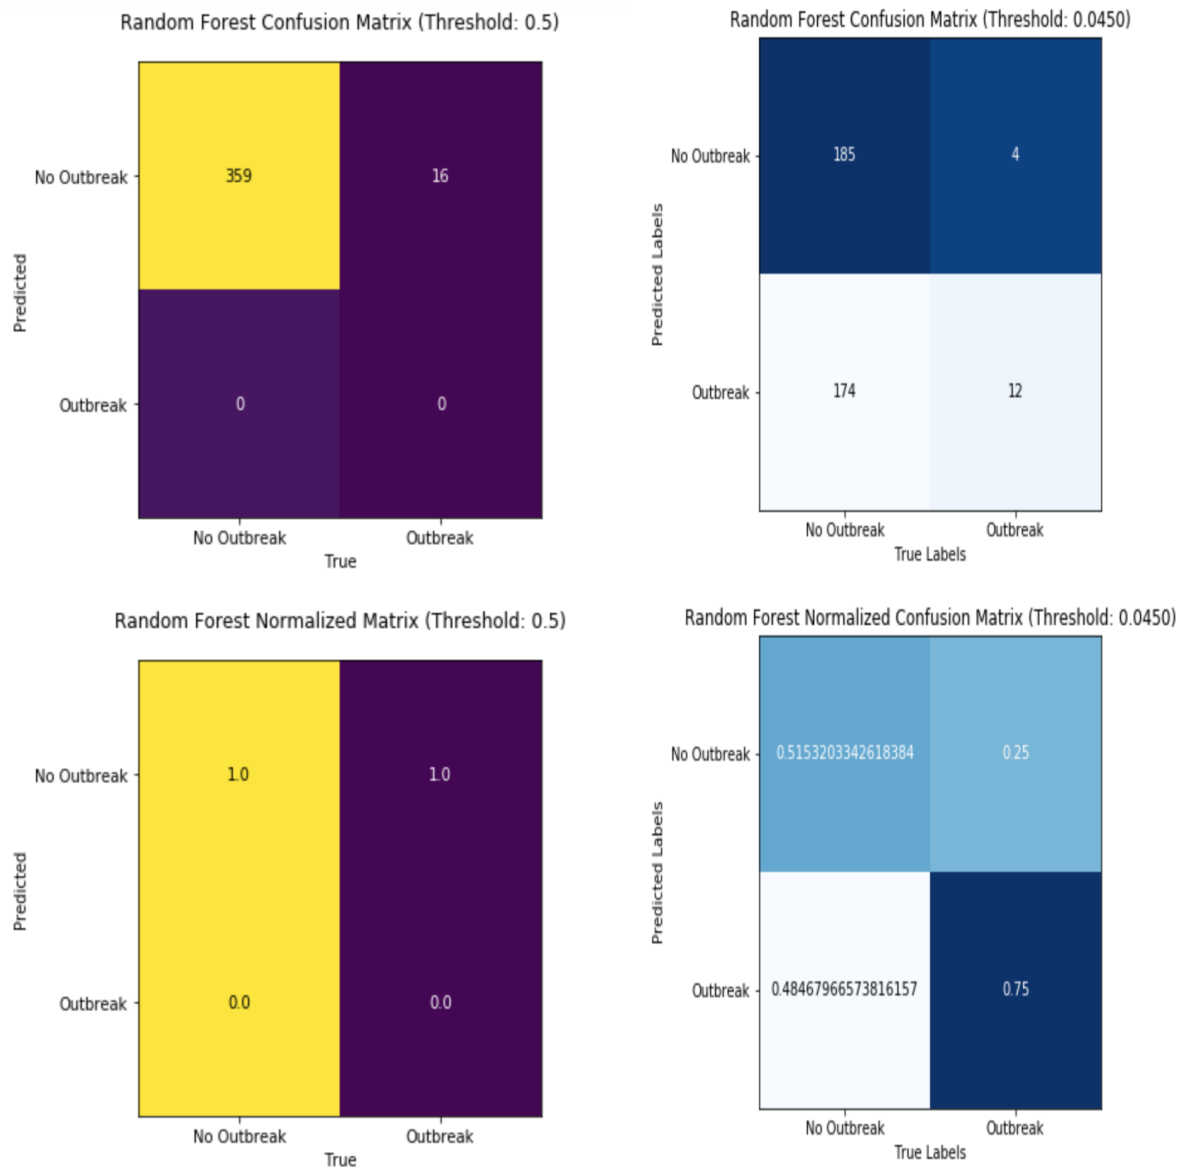 Random Forest Confusion Matrix (Threshold: 0.5)
No Outbreak
359
16
Predicted
Outbreak
0
0
No Outbreak
Outbreak
True
Random Forest Confusion Matrix (Threshold: 0.0450)
No Outbreak
185
4
Predicted Labels
Outbreak
174
12
No Outbreak
Outbreak
True Labels
Random Forest Normalized Matrix (Threshold: 0.5)
No Outbreak
1.0
1.0
Predicted
Outbreak
0.0
0.0
No Outbreak
Outbreak
True
Random Forest Normalized Confusion Matrix (Threshold: 0.0450)
No Outbreak
0.5153203342618384
0.25
Predicted Labels
Outbreak
0.48467966573816157
0.75
No Outbreak
Outbreak
True Labels